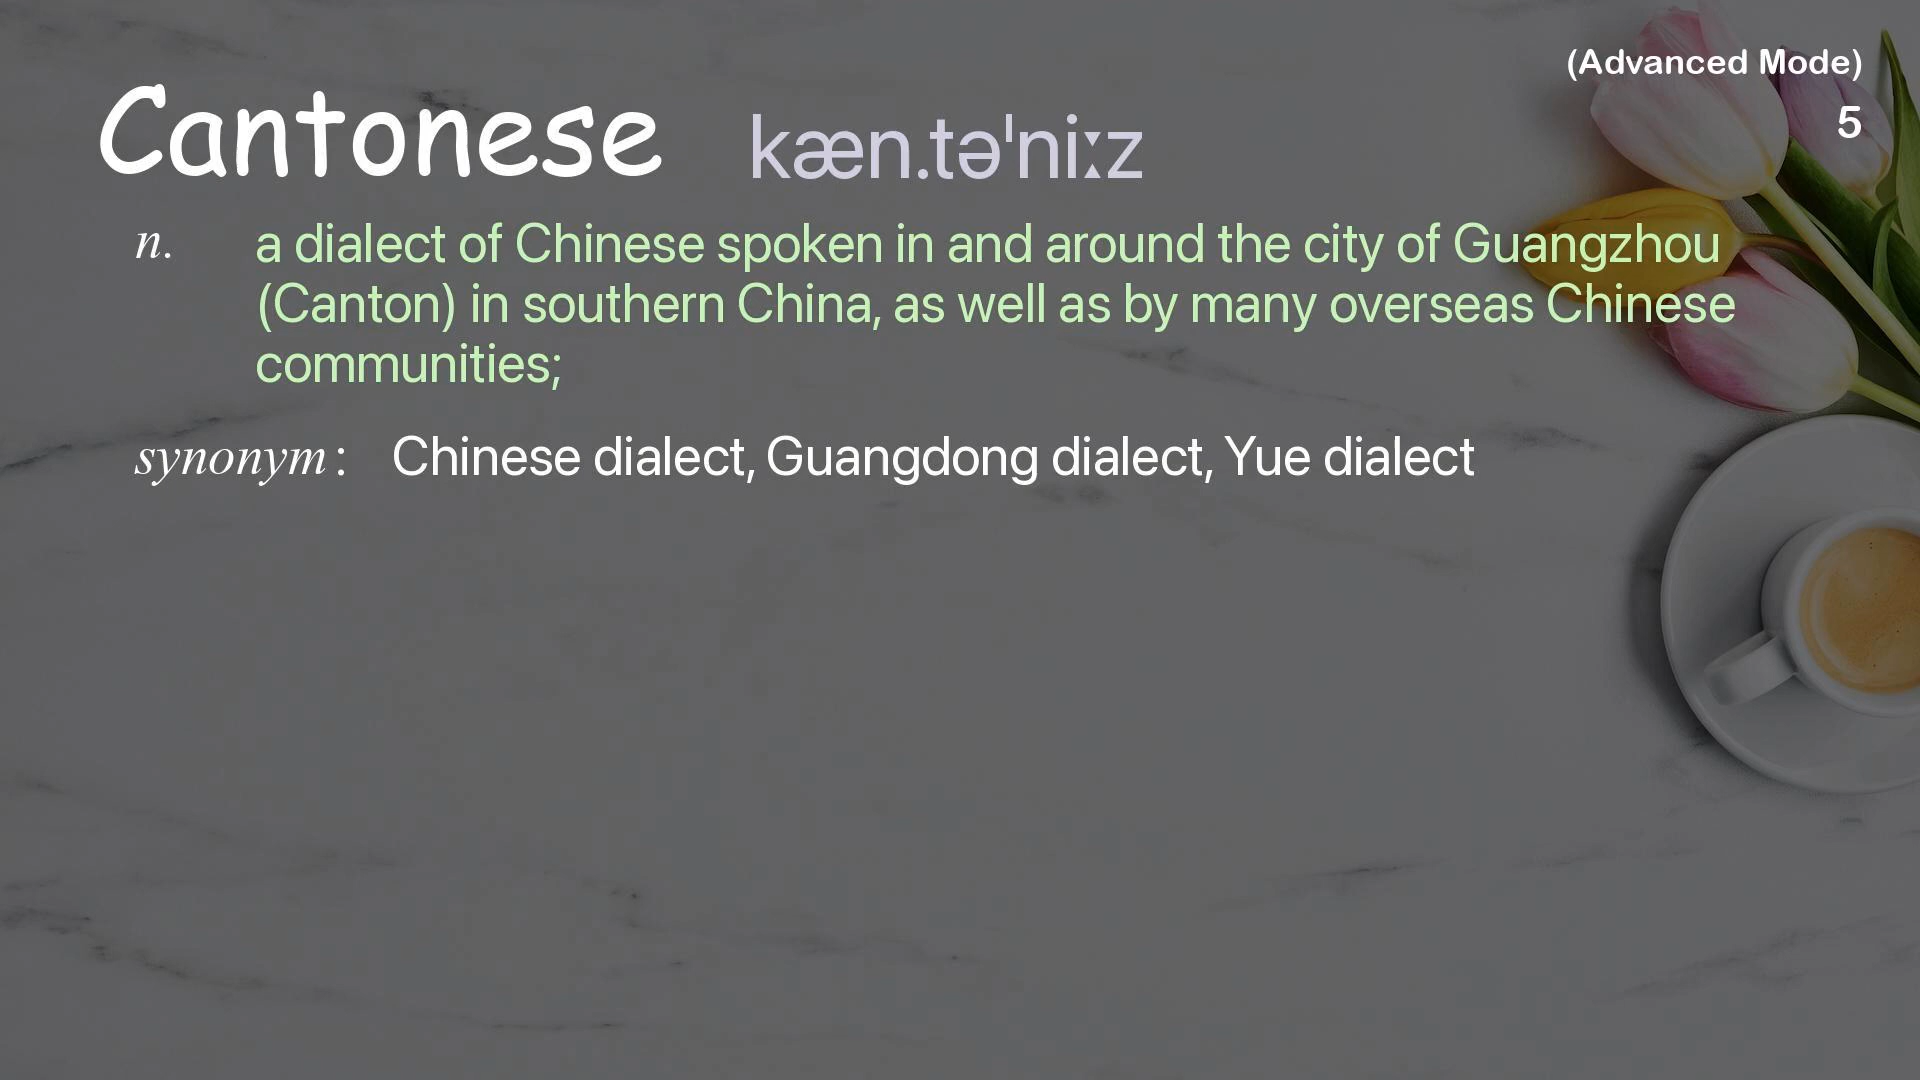 (Advanced Mode)
5
Cantonese kæn.təˈniːz
n. a dialect of Chinese spoken in and around the city of Guangzhou
(Canton) in southern China, as well as by many overseas Chinese
communities;
synonym: Chinese dialect, Guangdong dialect, Yue dialect